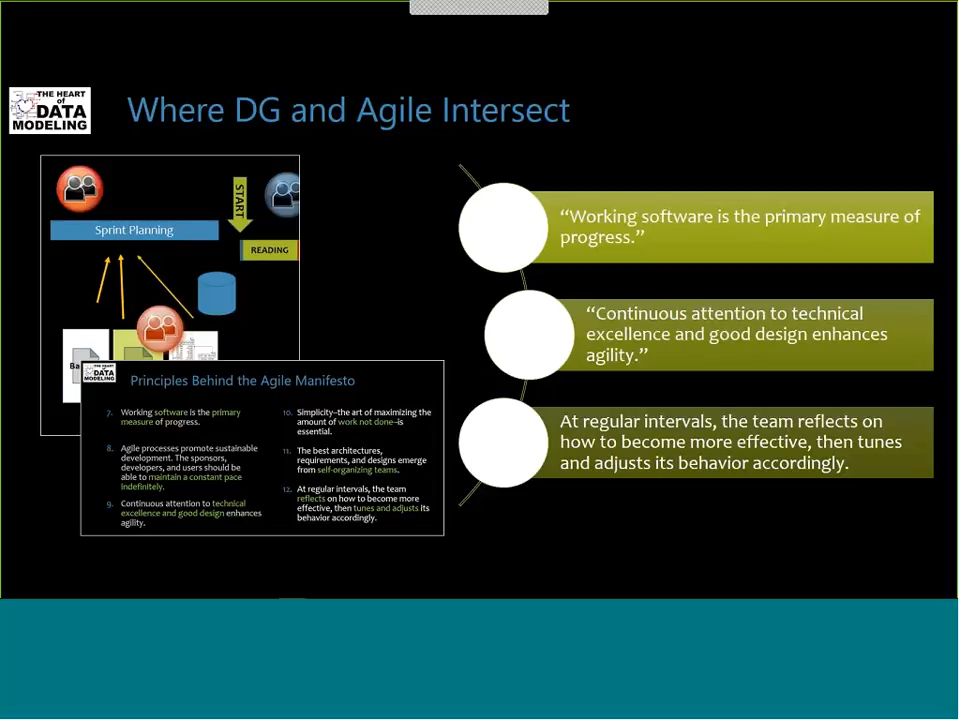 THE HEART
of
DATA
MODELING
Where DG and Agile Intersect
START
Sprint Planning
READING
Ba
THE HEART
of
DATA
MODELING
Principles Behind the Agile Manifesto
7. Working software is the primary
measure of progress.
8. Agile processes promote sustainable
development. The sponsors,
developers, and users should be
able to maintain a constant pace
indefinitely.
9. Continuous attention to technical
excellence and good design enhances
agility.
10. Simplicity–the art of maximizing the
amount of work not done–is
essential.
11. The best architectures,
requirements, and designs emerge
from self-organizing teams.
12. At regular intervals, the team
reflects on how to become more
effective, then tunes and adjusts its
behavior accordingly.
“Working software is the primary measure of
progress.”
“Continuous attention to technical
excellence and good design enhances
agility.”
At regular intervals, the team reflects on
how to become more effective, then tunes
and adjusts its behavior accordingly.